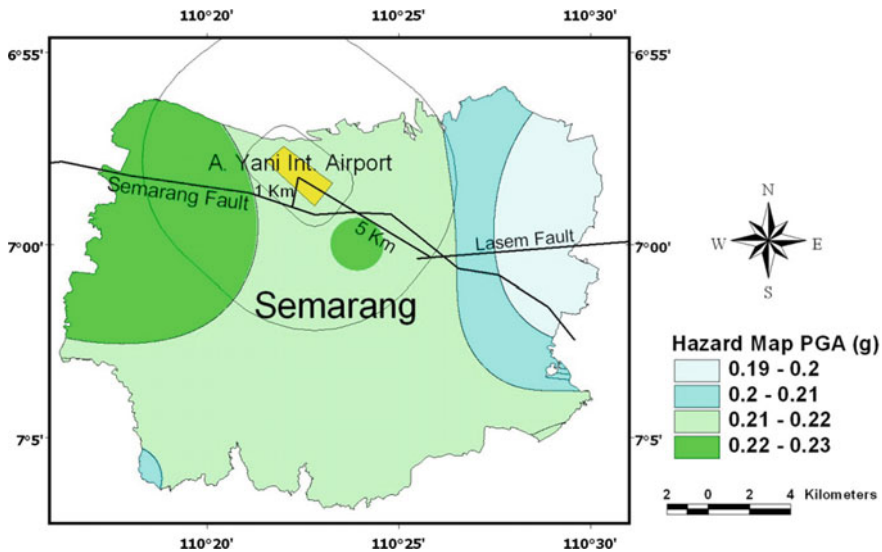 110°20' 110°25' 110°30'
6°55'
A. Yani Int. Airport
1 Km
Semarang Fault
5 Km
7°00' 7°00'
Lasem Fault
Semarang
7°5' 7°5'
110°20' 110°25' 110°30'
N
W E
S
Hazard Map PGA (g)
0.19 - 0.2
0.2 - 0.21
0.21 - 0.22
0.22 - 0.23
2 0 2 4 Kilometers